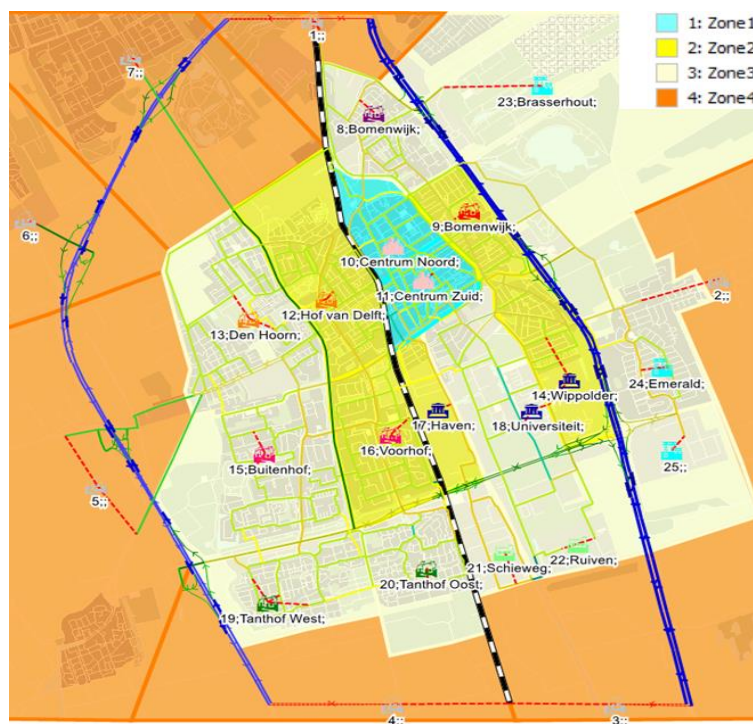 1: Zone1
2: Zone2
3: Zone3
4: Zone4
1;;
7;;
23;Brasserhout;
8;Bomenwijk;
9;Bomenwijk;
6;;
10;Centrum Noord;
11;Centrum Zuid;
2;;
12;Hof van Delft;
13;Den Hoorn;
24;Emerald;
14;Wippolder;
17;Haven;
18;Universiteit;
16;Voorhof;
15;Buitenhof;
25;;
5;;
22;Ruiven;
21;Schieweg;
20;Tanthof Oost;
19;Tanthof West;
4;;
3;;